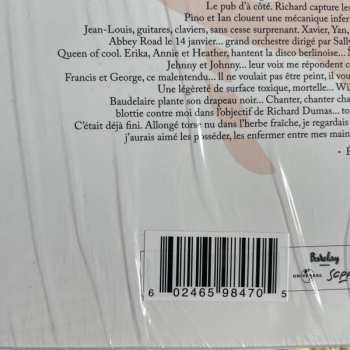 Le pub d'à côté. Richard capture les
Pino et Ian clouent une mécanique infer
Jean-Louis, guitares, claviers, sans cesse surprenant. Xavier, Yan,
Abbey Road le 14 janvier... grand orchestre dirigé par Sally
Queen of cool. Erika, Annie et Heather, hantent la disco berlinoise...
Jehnny et Johnny... leur voix me répondent c
Francis et George, ce malentendu... Il ne voulait pas être peint, il vou
Une légèreté de surface toxique, mortelle... Wil
Baudelaire plante son drapeau noir... Chanter, chanter cha
blottie contre moi dans l'objectif de Richard Dumas... to
C'était déjà fini. Allongé torse nu dans l'herbe fraîche, je regardais
j'aurais aimé les posséder, les enfermer entre mes main
Barclay
UNIVERSAL
6 02465 98470 5